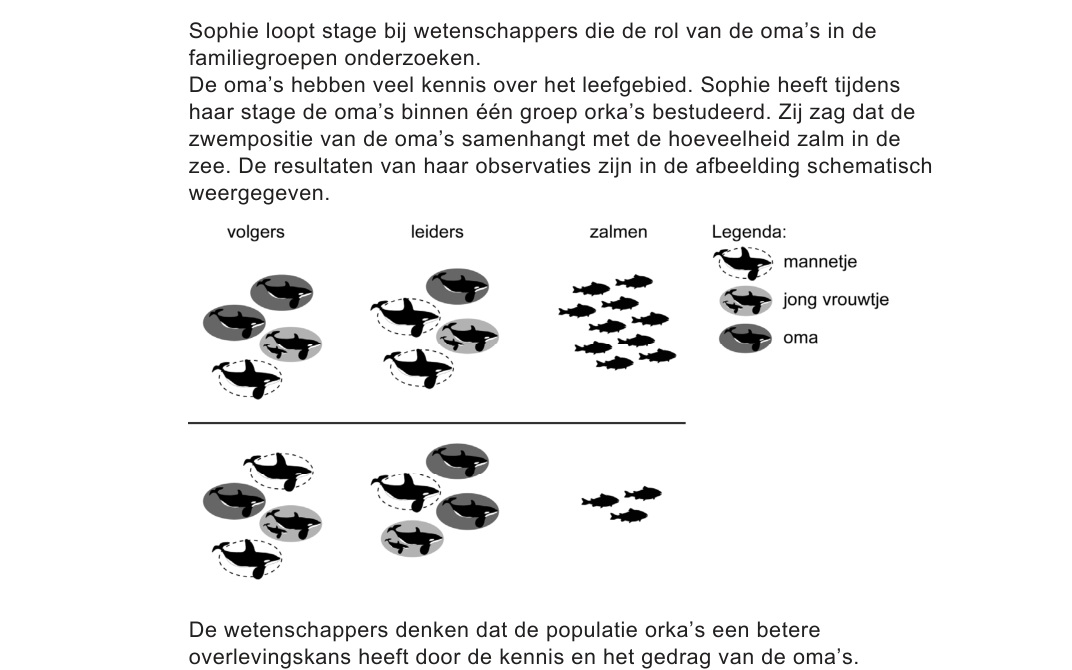 Sophie loopt stage bij wetenschappers die de rol van de oma’s in de
familiegroepen onderzoeken.
De oma’s hebben veel kennis over het leefgebied. Sophie heeft tijdens
haar stage de oma’s binnen één groep orka’s bestudeerd. Zij zag dat de
zwempositie van de oma’s samenhangt met de hoeveelheid zalm in de
zee. De resultaten van haar observaties zijn in de afbeelding schematisch
weergegeven.
volgers leiders zalmen Legenda:
mannetje
jong vrouwtje
oma
De wetenschappers denken dat de populatie orka’s een betere
overlevingskans heeft door de kennis en het gedrag van de oma’s.